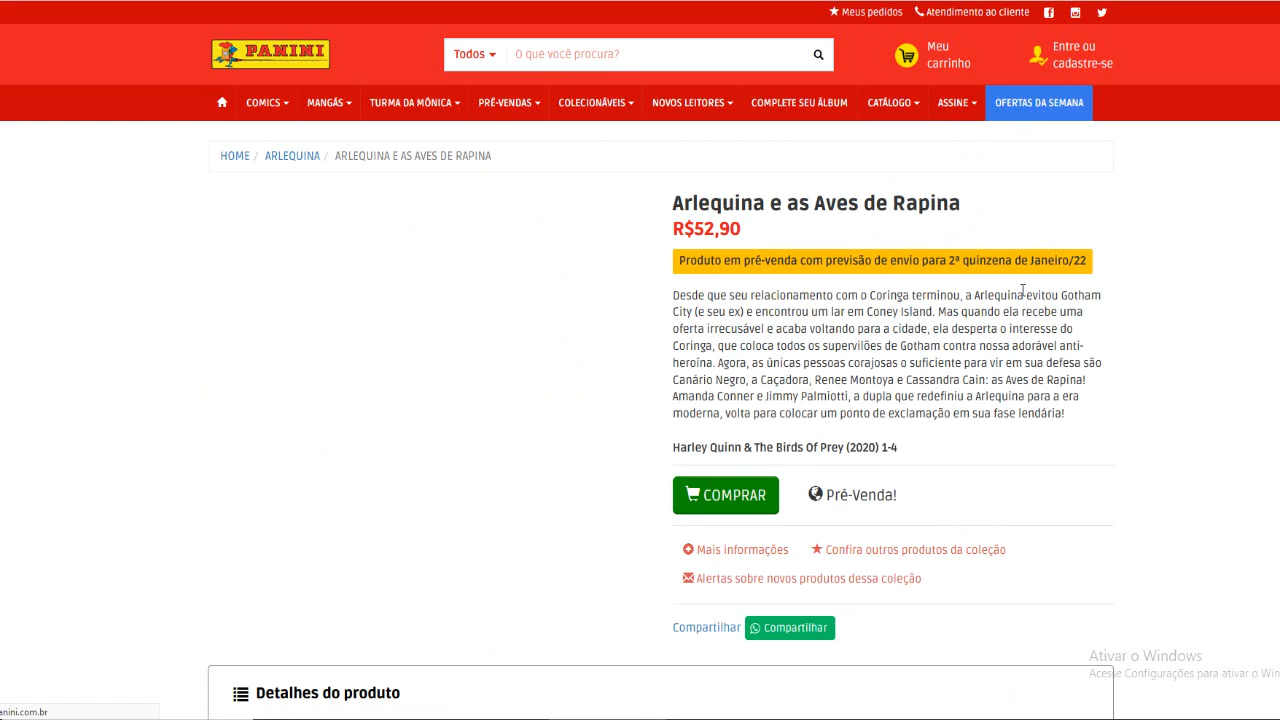 Meus pedidos Atendimento ao cliente
PANINI
Todos O que você procura?
Meu
carrinho
Entre ou
cadastre-se
COMICS MANGÁS TURMA DA MÔNICA PRÉ-VENDAS COLECIONÁVEIS NOVOS LEITORES COMPLETE SEU ÁLBUM CATÁLOGO ASSINE OFERTAS DA SEMANA
HOME / ARLEQUINA / ARLEQUINA E AS AVES DE RAPINA
Arlequina e as Aves de Rapina
R$52,90
Produto em pré-venda com previsão de envio para 2ª quinzena de Janeiro/22
Desde que seu relacionamento com o Coringa terminou, a Arlequina evitou Gotham
City (e seu ex) e encontrou um lar em Coney Island. Mas quando ela recebe uma
oferta irrecusável e acaba voltando para a cidade, ela desperta o interesse do
Coringa, que coloca todos os supervilões de Gotham contra nossa adorável anti-
heroína. Agora, as únicas pessoas corajosas o suficiente para vir em sua defesa são
Canário Negro, a Caçadora, Renee Montoya e Cassandra Cain: as Aves de Rapina!
Amanda Conner e Jimmy Palmiotti, a dupla que redefiniu a Arlequina para a era
moderna, volta para colocar um ponto de exclamação em sua fase lendária!
Harley Quinn & The Birds Of Prey (2020) 1-4
COMPRAR Pré-Venda!
Mais informações Confira outros produtos da coleção
Alertas sobre novos produtos dessa coleção
Compartilhar Compartilhar
Ativar o Windows
Acesse Configurações para ativar o Win
Detalhes do produto
anini.com.br